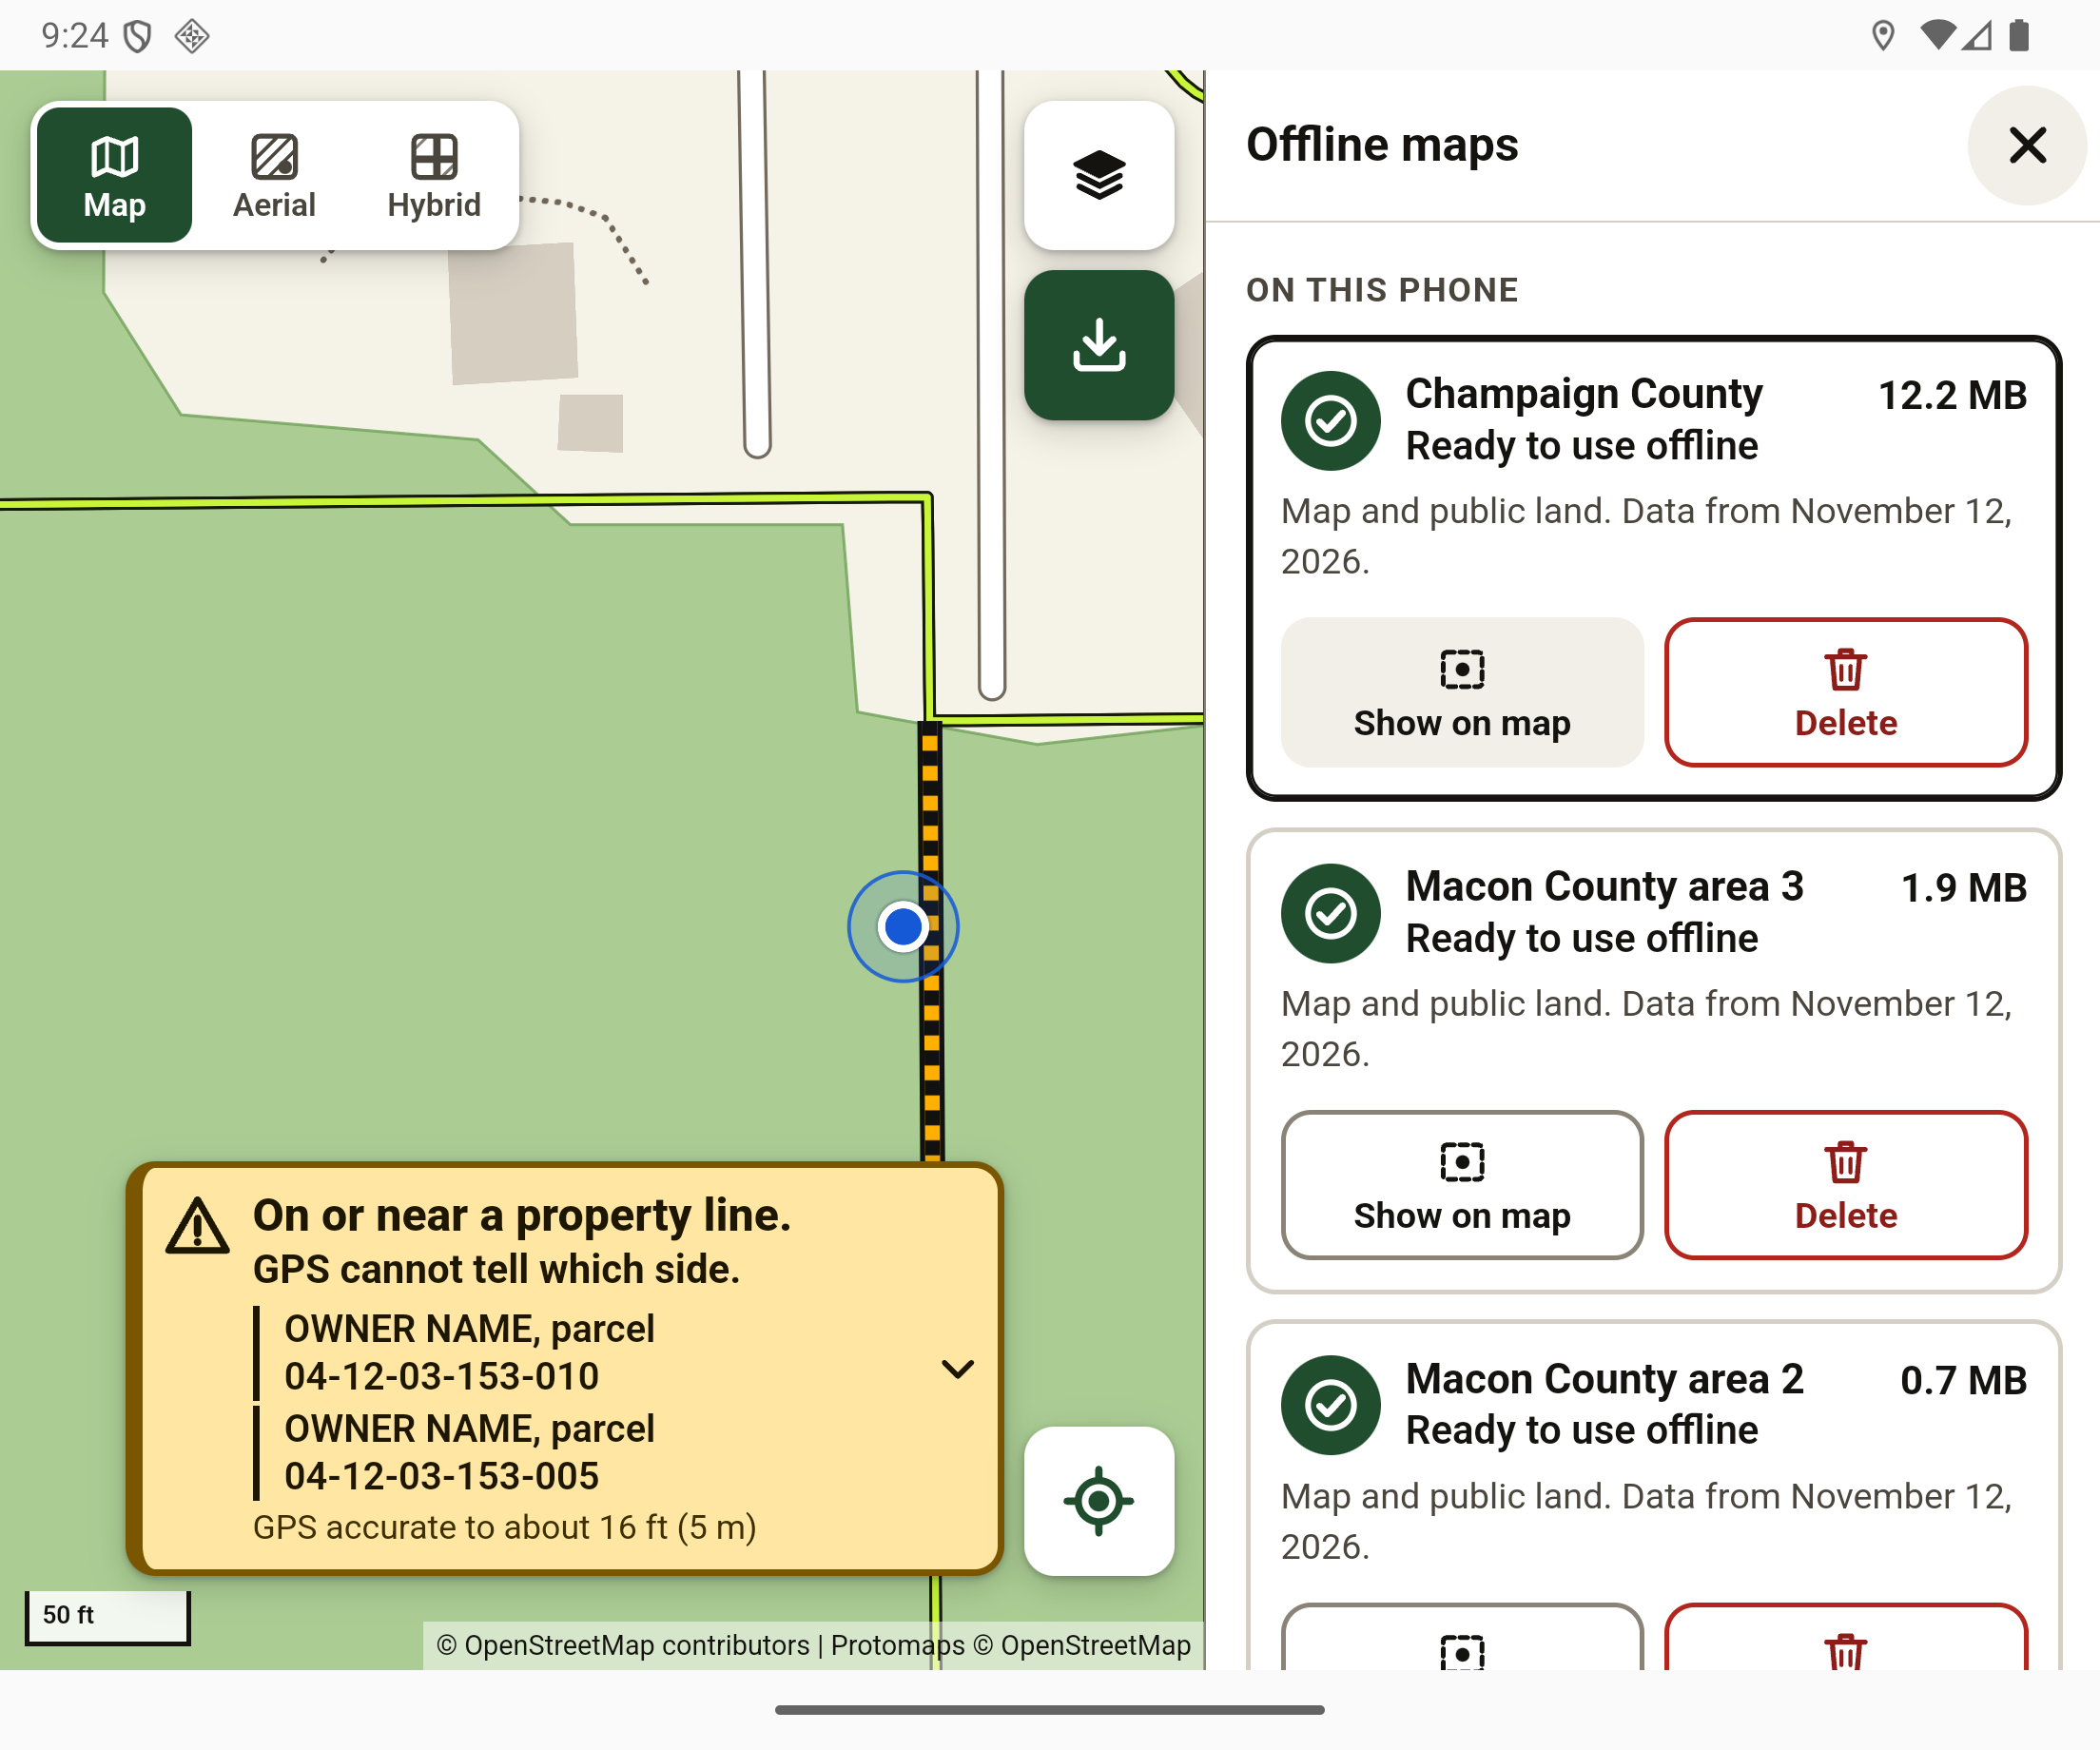 9:24
Map
Aerial
Hybrid
On or near a property line.
GPS cannot tell which side.
OWNER NAME, parcel
04-12-03-153-010
OWNER NAME, parcel
04-12-03-153-005
GPS accurate to about 16 ft (5 m)
50 ft
© OpenStreetMap contributors | Protomaps © OpenStreetMap
Offline maps
ON THIS PHONE
Champaign County
12.2 MB
Ready to use offline
Map and public land. Data from November 12,
2026.
Show on map
Delete
Macon County area 3
1.9 MB
Ready to use offline
Map and public land. Data from November 12,
2026.
Show on map
Delete
Macon County area 2
0.7 MB
Ready to use offline
Map and public land. Data from November 12,
2026.